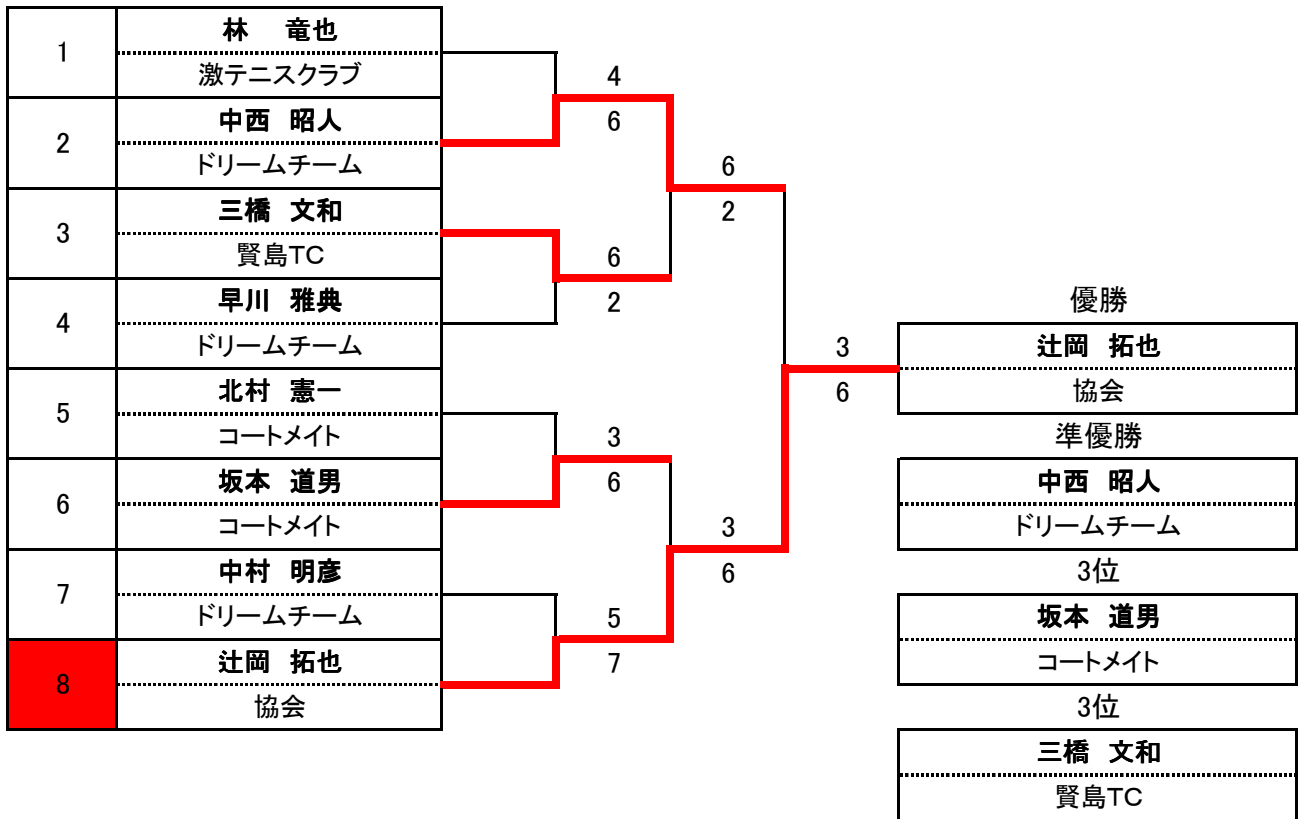 1
林　竜也
激テニスクラブ
2
中西　昭人
ドリームチーム
3
三橋　文和
賢島TC
4
早川　雅典
ドリームチーム
5
北村　憲一
コートメイト
6
坂本　道男
コートメイト
7
中村　明彦
ドリームチーム
8
辻岡　拓也
協会
4
6
6
2
3
6
5
7
6
2
3
6
3
6
優勝
辻岡　拓也
協会
準優勝
中西　昭人
ドリームチーム
3位
坂本　道男
コートメイト
3位
三橋　文和
賢島TC